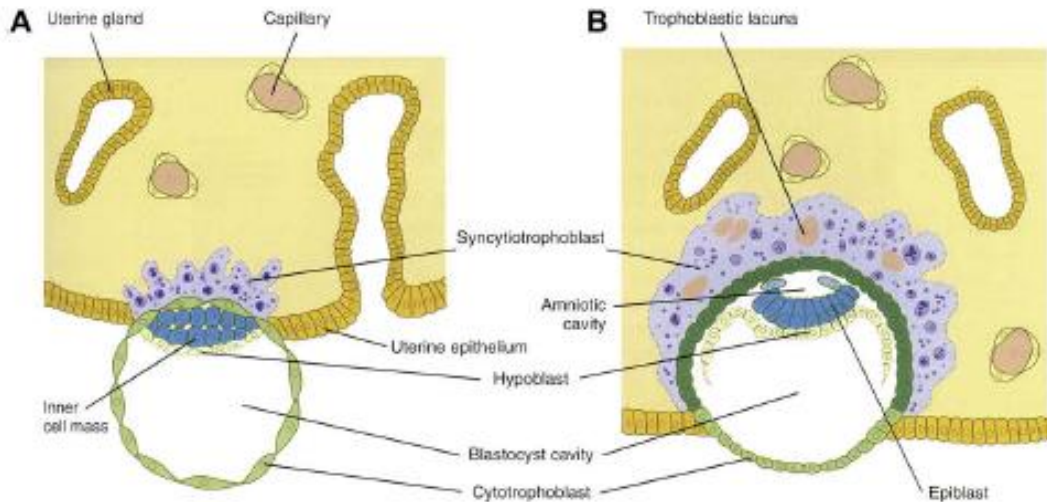 A
Uterine gland
Capillary
B
Trophoblastic lacuna
Syncytiotrophoblast
Amniotic
cavity
Uterine epithelium
Hypoblast
Inner
cell mass
Blastocyst cavity
Cytotrophoblast
Epiblast